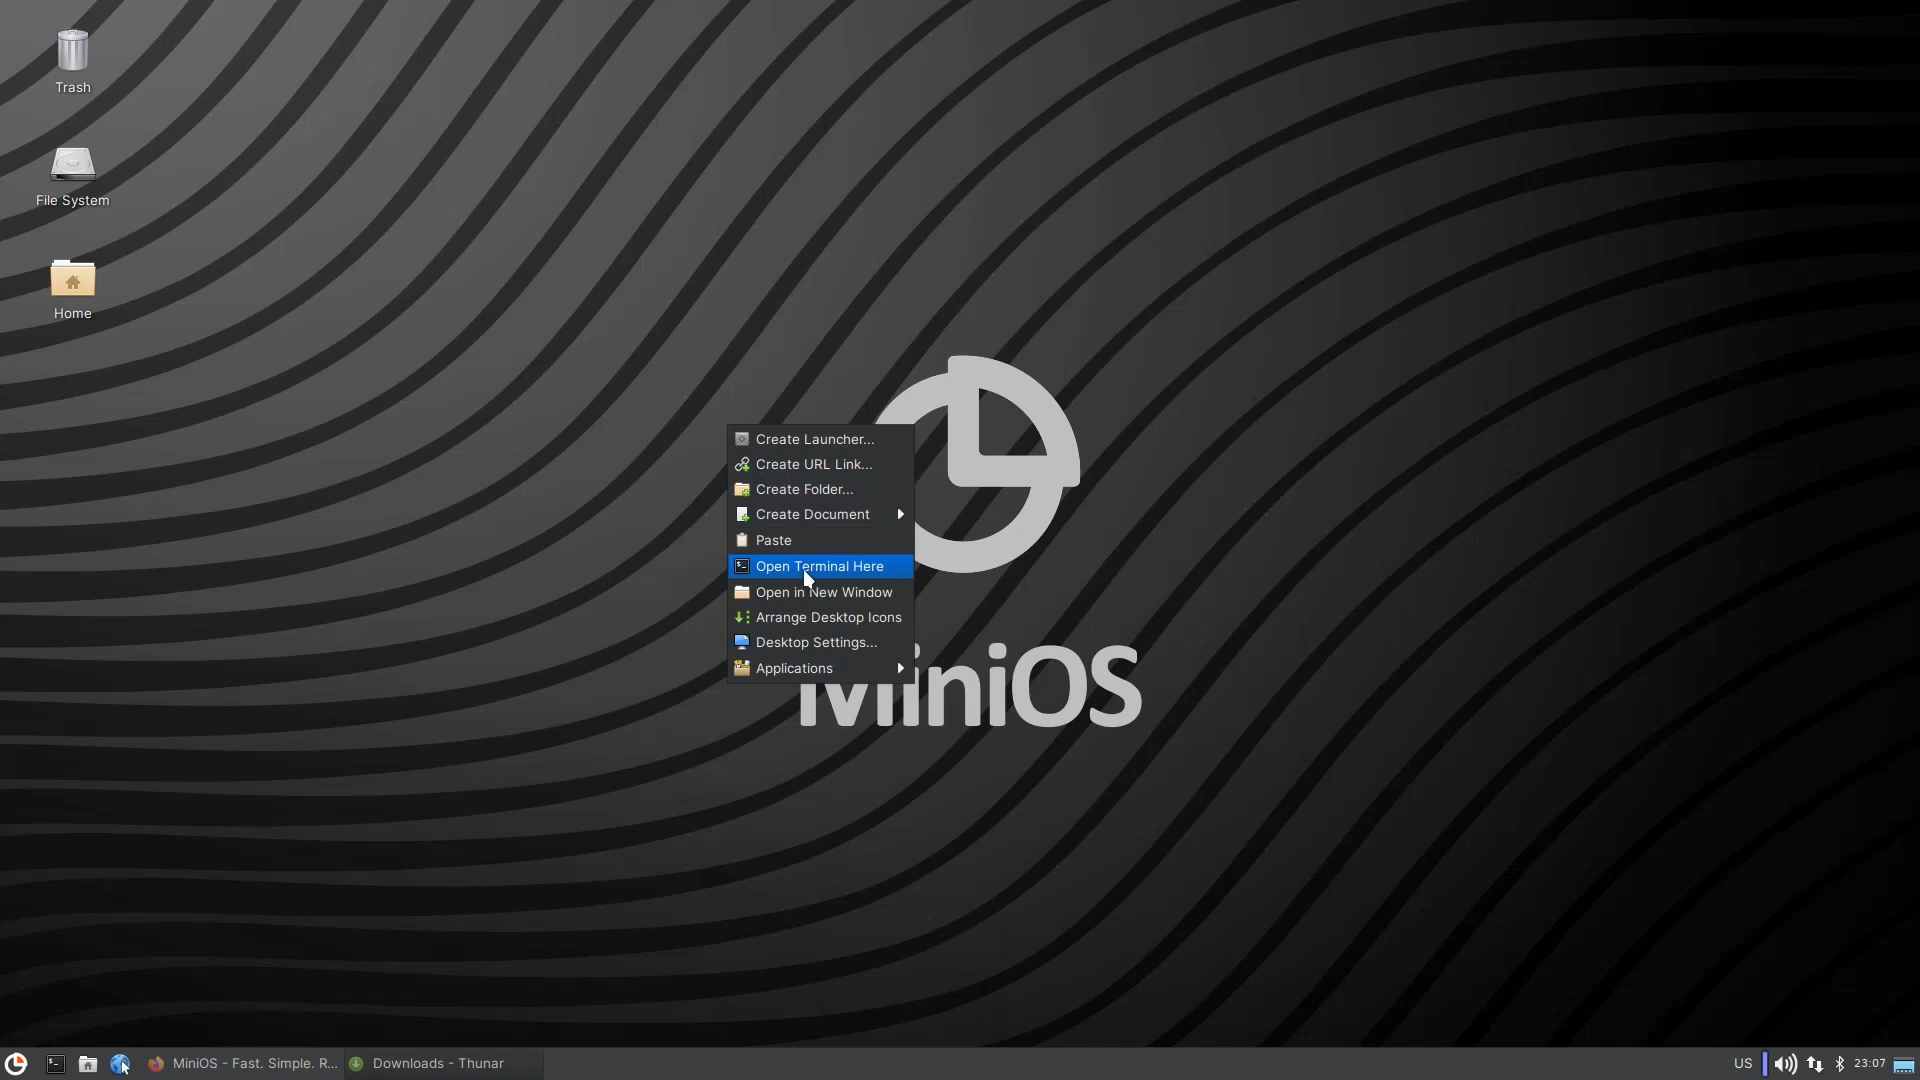 Trash
File System
Home
Create Launcher...
Create URL Link...
Create Folder...
Create Document
Paste
Open Terminal Here
Open in New Window
Arrange Desktop Icons
Desktop Settings...
Applications
MiniOS
MiniOS - Fast. Simple. R...
Downloads - Thunar
US
23:07